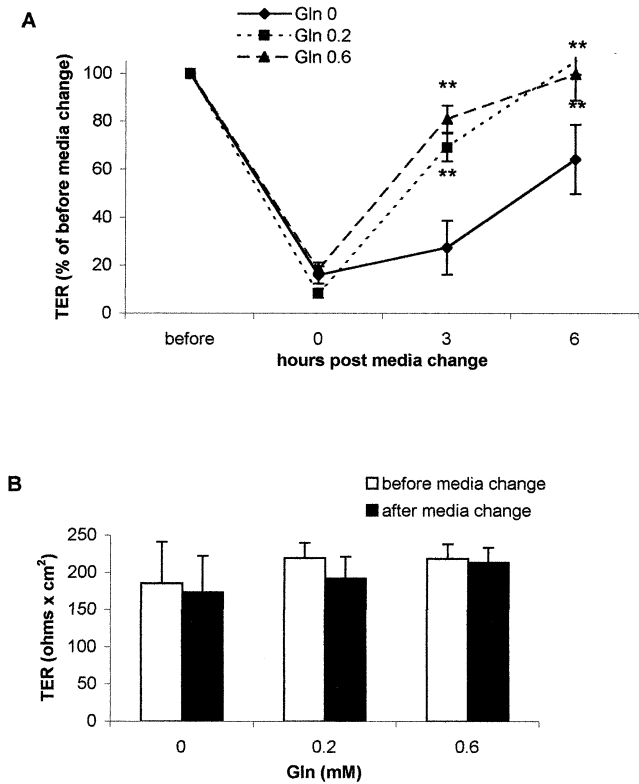 A
Gln 0
Gln 0.2
Gln 0.6
TER (% of before media change)
100
80
60
40
20
0
**
**
**
**
before 0 3 6
hours post media change
B
before media change
after media change
TER (ohms x cm²)
250
200
150
100
50
0
0 0.2 0.6
Gln (mM)